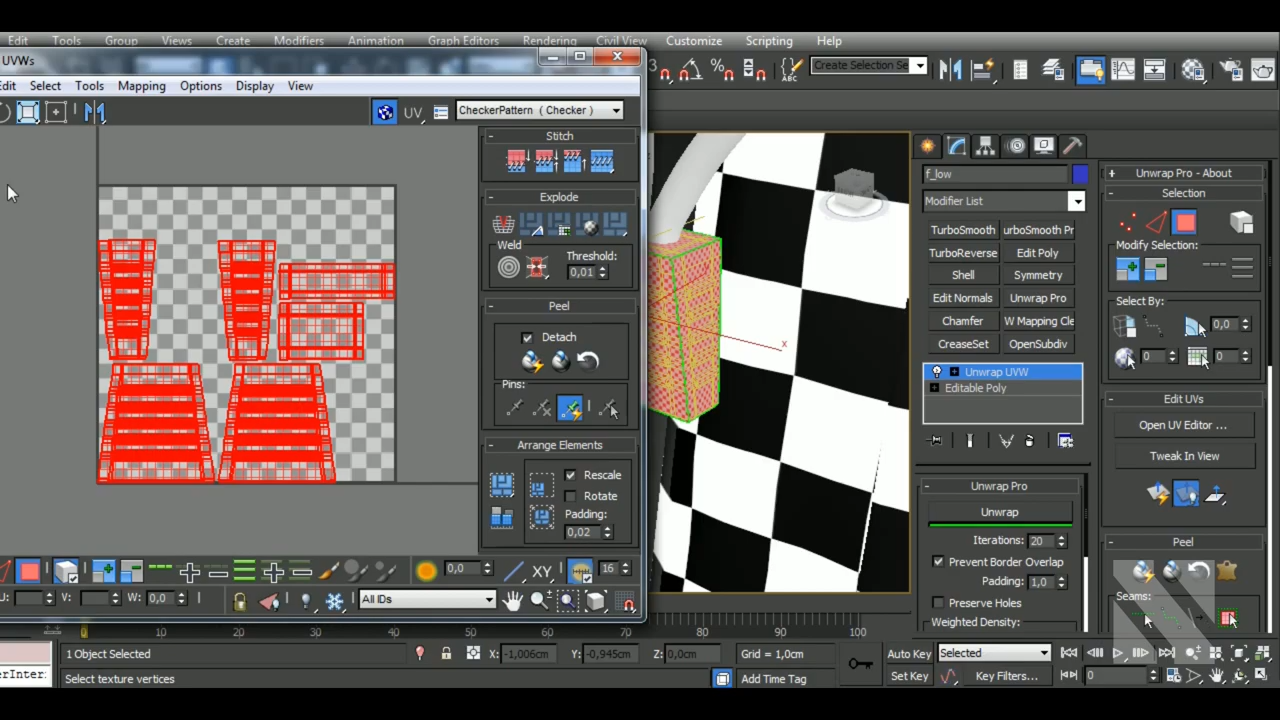 Edit Tools Group Views Create Modifiers Animation Graph Editors Rendering Civil View Customize Scripting Help
UVWs
Select Tools Mapping Options Display View
Create Selection Se
UV CheckerPattern ( Checker )
Stitch
Explode
Weld Threshold:
0,01
Peel
Detach
Pins:
Arrange Elements
Rescale
Rotate
Padding:
0,02
0,0 XY 16
U: V: W: 0,0 All IDs
f_low
Modifier List
TurboSmooth urboSmooth Pr
TurboReverse Edit Poly
Shell Symmetry
Edit Normals Unwrap Pro
Chamfer W Mapping Cle
CreaseSet OpenSubdiv
Unwrap UVW
Editable Poly
Unwrap Pro
Unwrap
Iterations: 20
Prevent Border Overlap
Padding: 1,0
Preserve Holes
Weighted Density:
Unwrap Pro - About
Selection
Modify Selection:
Select By:
0,0
0 0
Edit UVs
Open UV Editor ...
Tweak In View
Peel
Seams:
x
0 10 20 30 40 50 60 70 80 90 100
1 Object Selected X: -1,006cm Y: -0,945cm Z: 0,0cm Grid = 1,0cm Auto Key Selected
Select texture vertices Add Time Tag Set Key Key Filters... 0